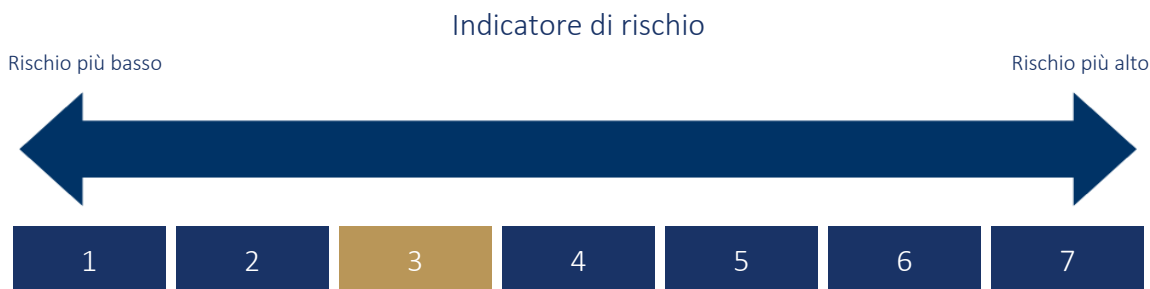 Indicatore di rischio
Rischio più basso
Rischio più alto
1 2 3 4 5 6 7